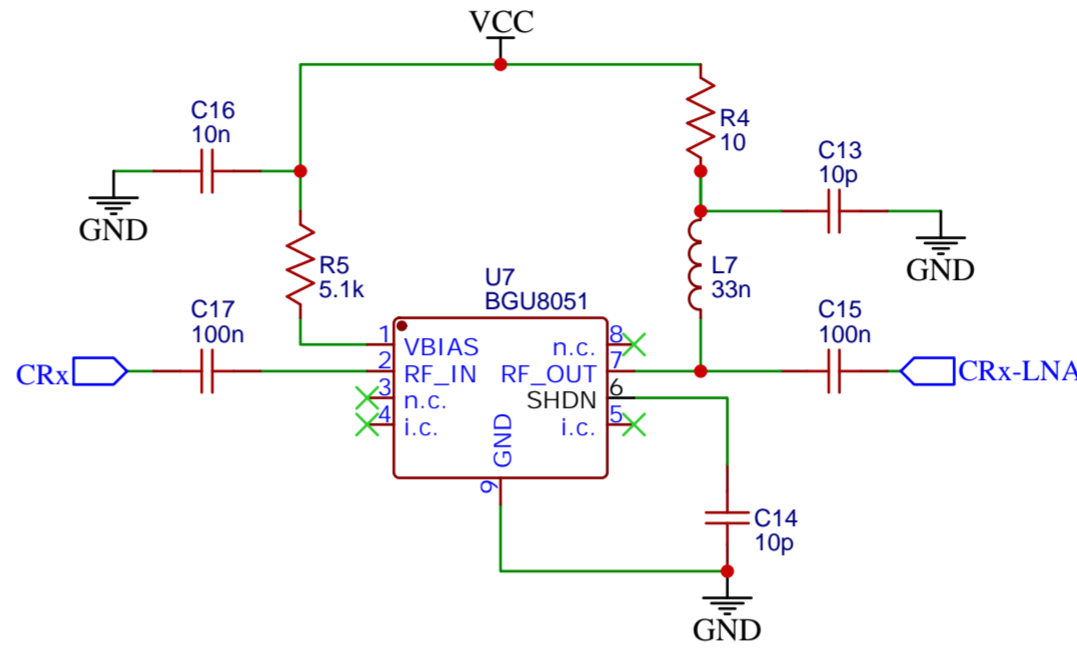 VCC
C16
10n
R4
10
C13
10p
GND
GND
R5
5.1k
L7
33n
U7
BGU8051
C17
100n
C15
100n
1
VBIAS
n.c.
8
CRx
2
RF_IN
RF_OUT
7
CRx-LNA
3
n.c.
SHDN
6
4
i.c.
i.c.
5
GND
9
C14
10p
GND